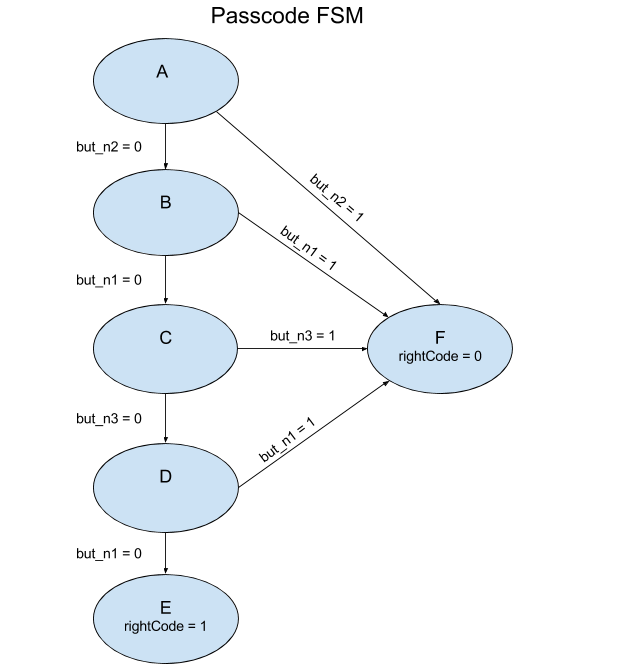 Passcode FSM
A
but_n2 = 0
but_n2 = 1
B
but_n1 = 1
but_n1 = 0
C
but_n3 = 1
F
rightCode = 0
but_n3 = 0
but_n1 = 1
D
but_n1 = 0
E
rightCode = 1